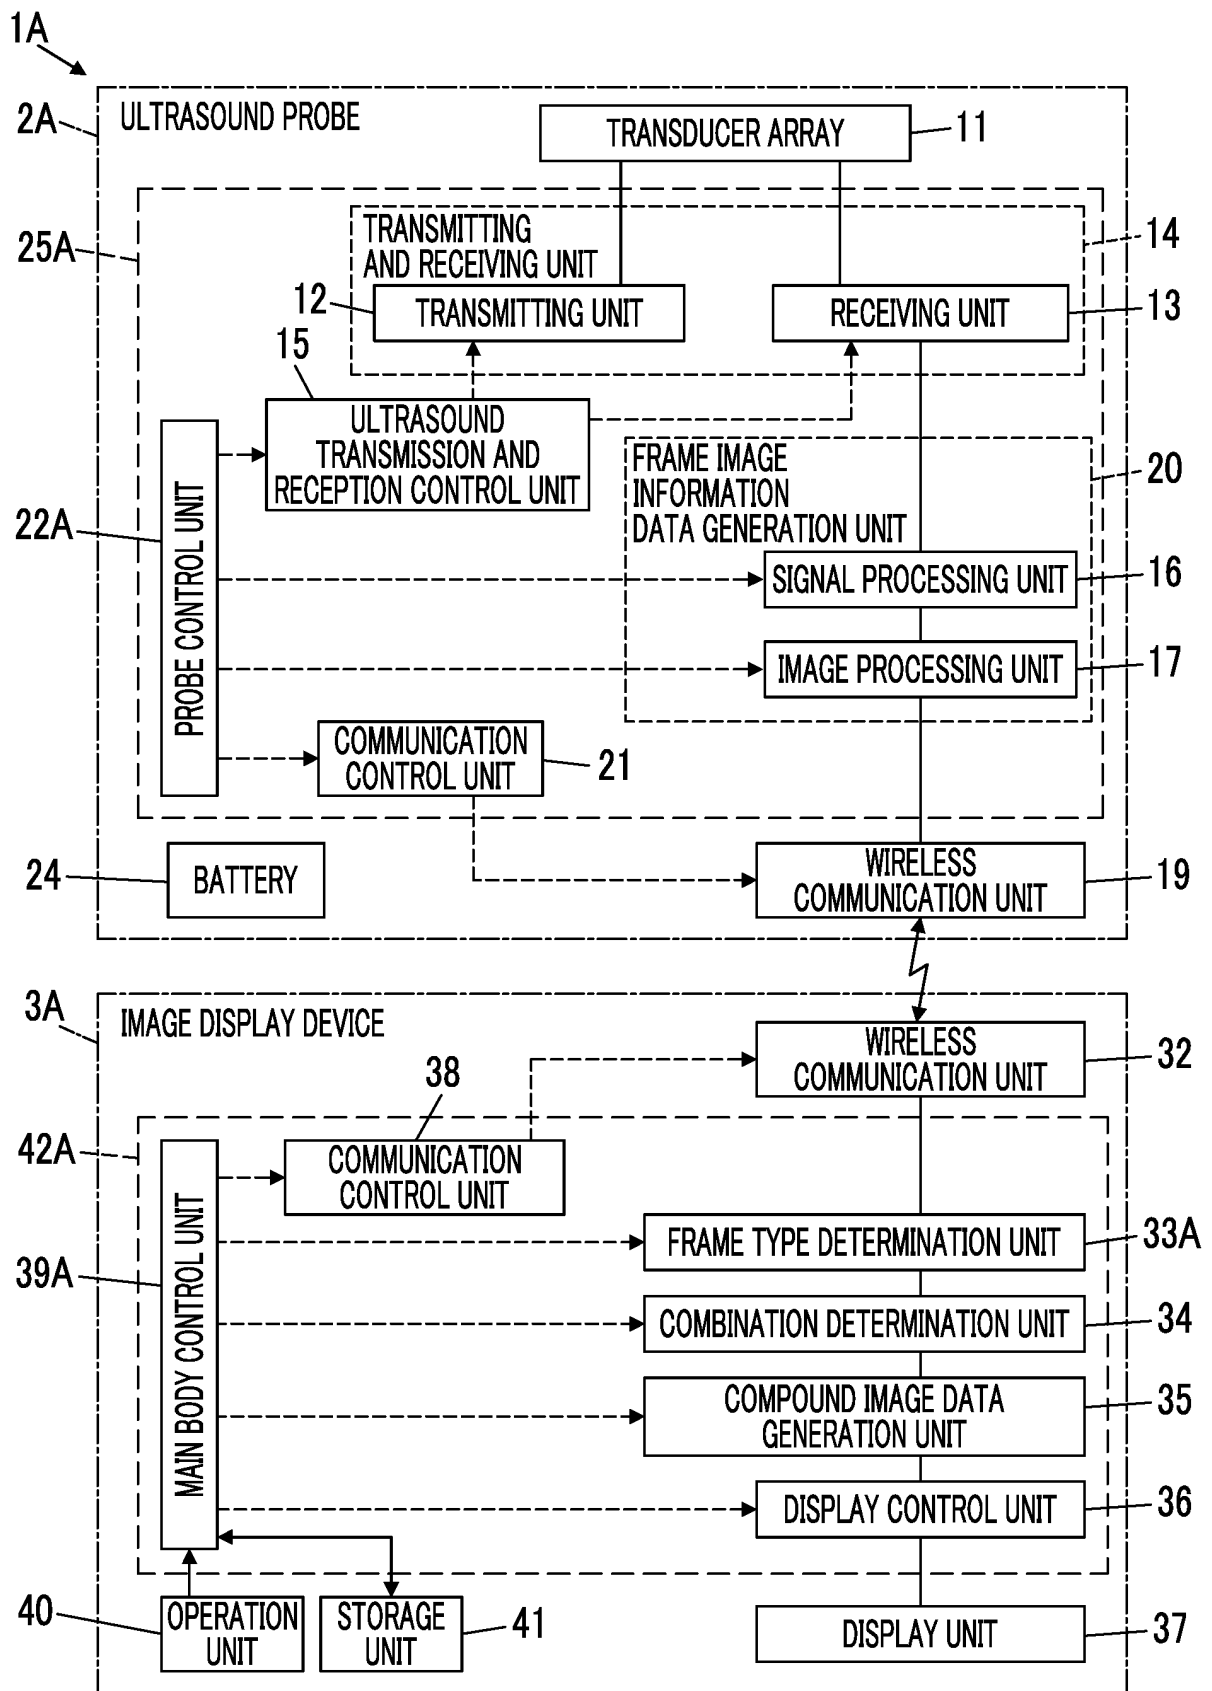 1A
2A
ULTRASOUND PROBE
TRANSDUCER ARRAY
11
25A
TRANSMITTING
AND RECEIVING UNIT
14
12
TRANSMITTING UNIT
RECEIVING UNIT
13
15
ULTRASOUND
TRANSMISSION AND
RECEPTION CONTROL UNIT
FRAME IMAGE
INFORMATION
DATA GENERATION UNIT
20
22A
PROBE CONTROL UNIT
SIGNAL PROCESSING UNIT
16
IMAGE PROCESSING UNIT
17
COMMUNICATION
CONTROL UNIT
21
24
BATTERY
WIRELESS
COMMUNICATION UNIT
19
3A
IMAGE DISPLAY DEVICE
WIRELESS
COMMUNICATION UNIT
32
38
42A
COMMUNICATION
CONTROL UNIT
39A
MAIN BODY CONTROL UNIT
FRAME TYPE DETERMINATION UNIT
33A
COMBINATION DETERMINATION UNIT
34
COMPOUND IMAGE DATA
GENERATION UNIT
35
DISPLAY CONTROL UNIT
36
40
OPERATION
UNIT
STORAGE
UNIT
41
DISPLAY UNIT
37